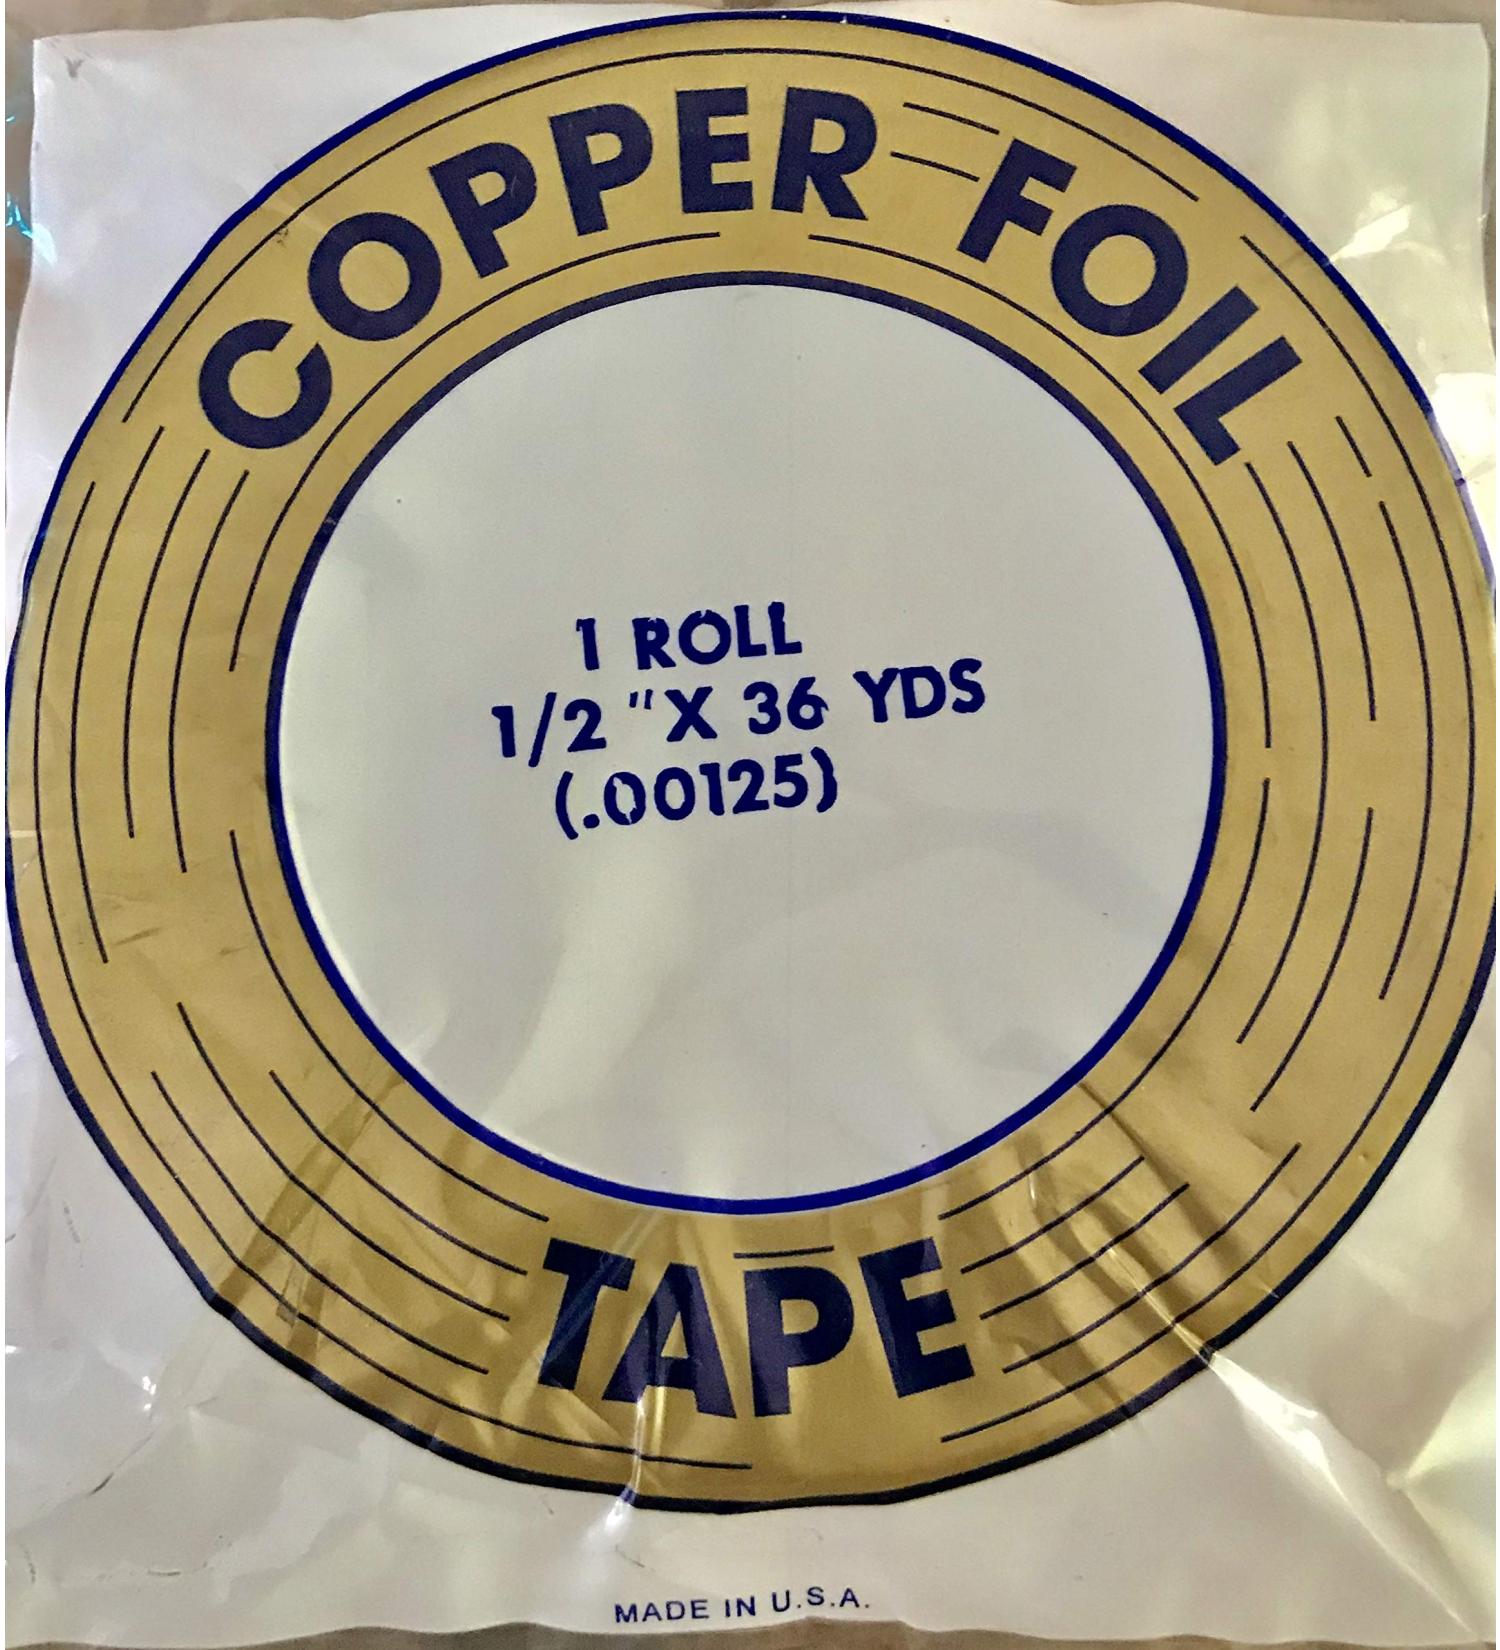 COPPER FOIL
1 ROLL
1/2 "X 36 YDS
(.00125)
TAPE
MADE IN U.S.A.